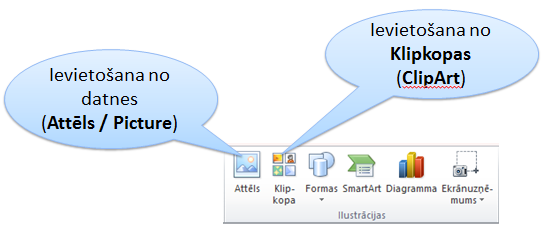 Ievietošana no
datnes
(Attēls / Picture)
Ievietošana no
Klipkopas
(ClipArt)
Attēls
Klip-
kopa
Formas
SmartArt
Diagramma
Ekrānuzņē-
mums
Ilustrācijas